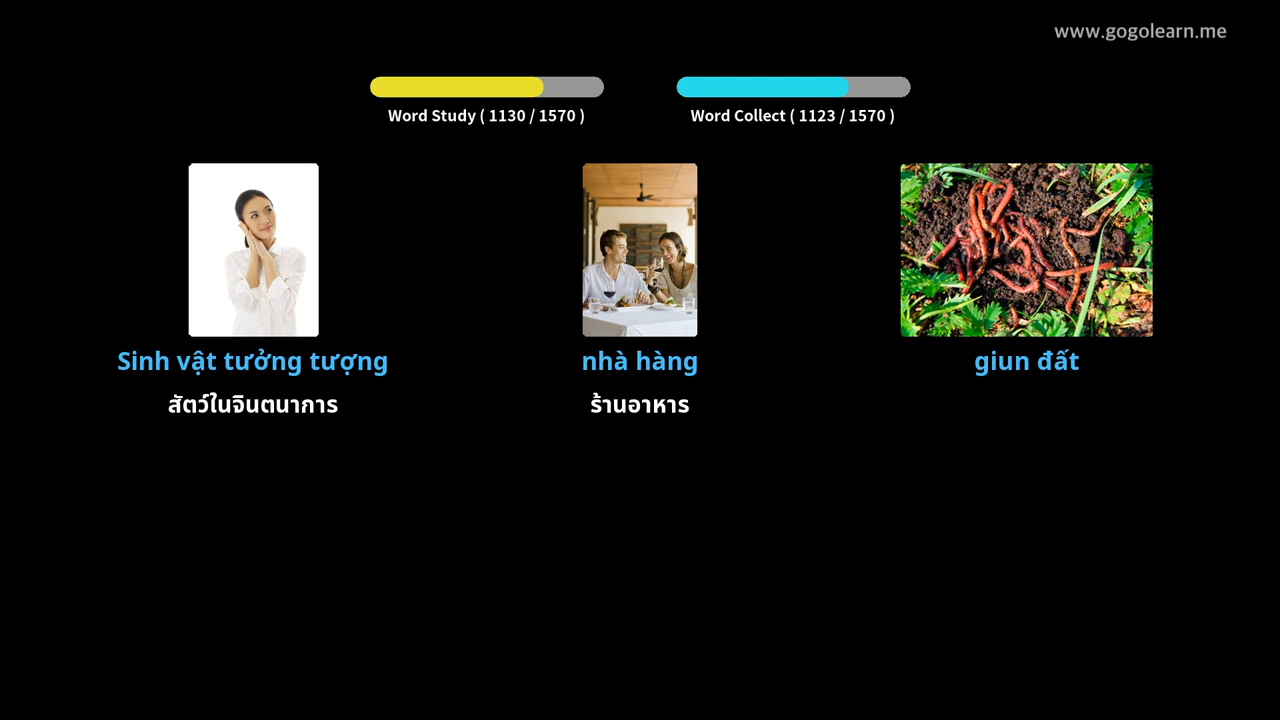 www.gogolearn.me
Word Study ( 1130 / 1570 )
Word Collect ( 1123 / 1570 )
Sinh vật tưởng tượng
nhà hàng
giun đất
สัตว์ในจินตนาการ
ร้านอาหาร